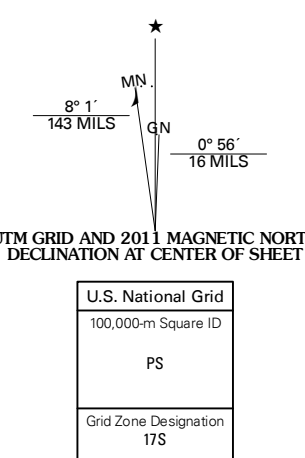 ★
MN
8° 1´
143 MILS
GN
0° 56´
16 MILS
UTM GRID AND 2011 MAGNETIC NORT
DECLINATION AT CENTER OF SHEET
U.S. National Grid
100,000-m Square ID
PS
Grid Zone Designation
17S